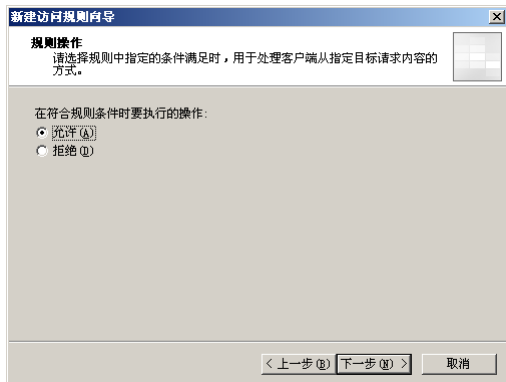 新建访问规则向导
规则操作
请选择规则中指定的条件满足时，用于处理客户端从指定目标请求内容的
方式。
在符合规则条件时要执行的操作:
允许(A)
拒绝(D)
< 上一步(B) 下一步(N) > 取消